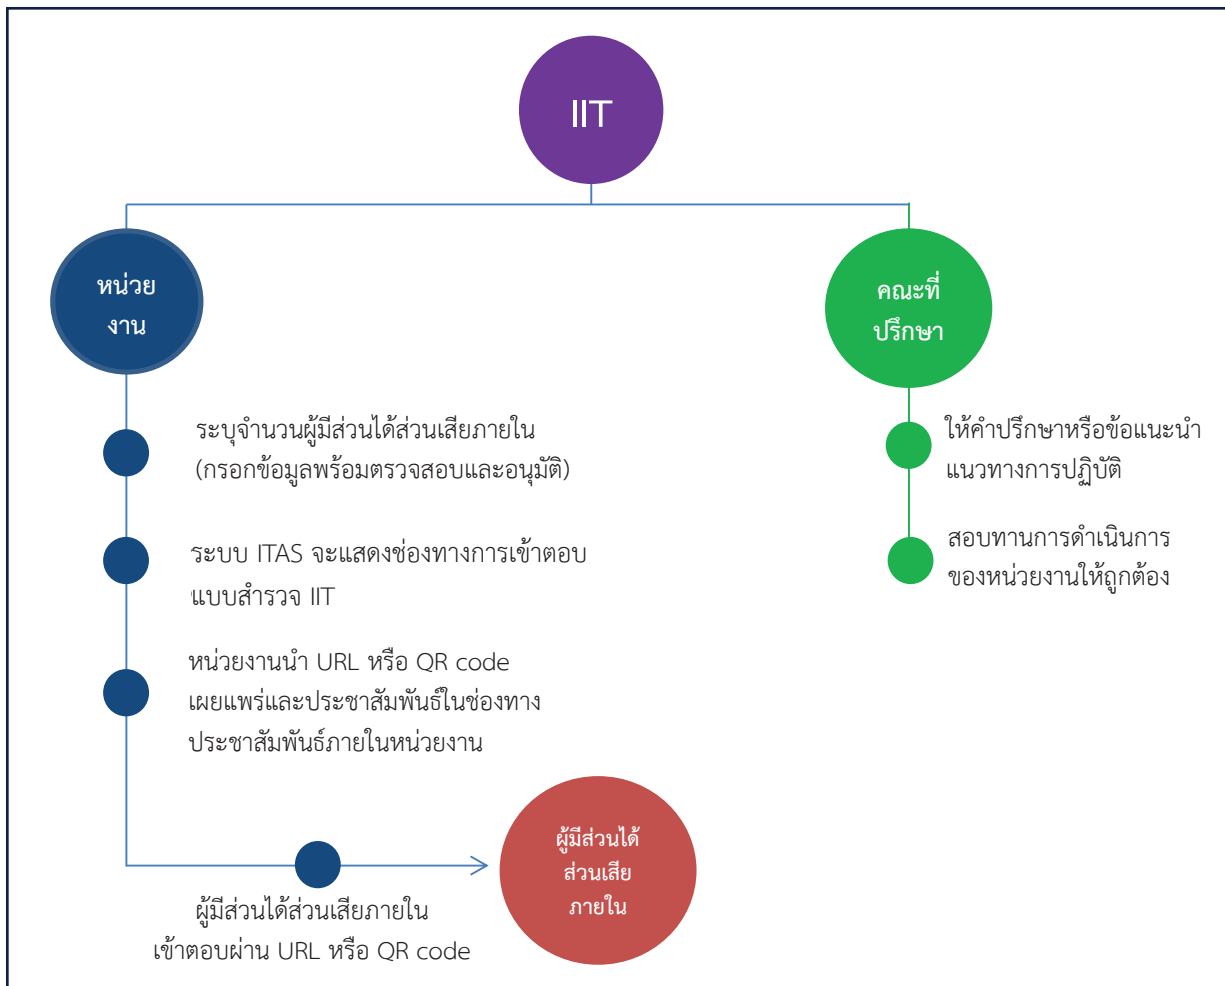 IIT
หน่วย
งาน
ระบุจำนวนผู้มีส่วนได้ส่วนเสียภายใน
(กรอกข้อมูลพร้อมตรวจสอบและอนุมัติ)
ระบบ ITAS จะแสดงช่องทางการเข้าตอบ
แบบสำรวจ IIT
หน่วยงานนำ URL หรือ QR code
เผยแพร่และประชาสัมพันธ์ในช่องทาง
ประชาสัมพันธ์ภายในหน่วยงาน
ผู้มีส่วนได้ส่วนเสียภายใน
เข้าตอบผ่าน URL หรือ QR code
ผู้มีส่วนได้
ส่วนเสีย
ภายใน
คณะที่
ปรึกษา
ให้คำปรึกษาหรือข้อแนะนำ
แนวทางการปฏิบัติ
สอบทานการดำเนินการ
ของหน่วยงานให้ถูกต้อง